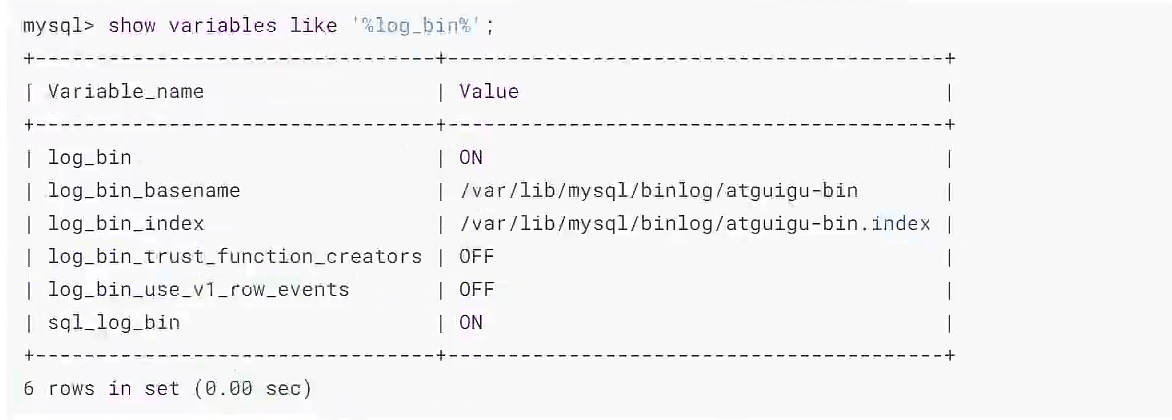 mysql> show variables like '%log_bin%';
+---------------------------------+----------------------------------------+
| Variable_name                   | Value                                  |
+---------------------------------+----------------------------------------+
| log_bin                         | ON                                     |
| log_bin_basename                | /var/lib/mysql/binlog/atguigu-bin      |
| log_bin_index                   | /var/lib/mysql/binlog/atguigu-bin.index |
| log_bin_trust_function_creators | OFF                                    |
| log_bin_use_v1_row_events       | OFF                                    |
| sql_log_bin                     | ON                                     |
+---------------------------------+----------------------------------------+
6 rows in set (0.00 sec)